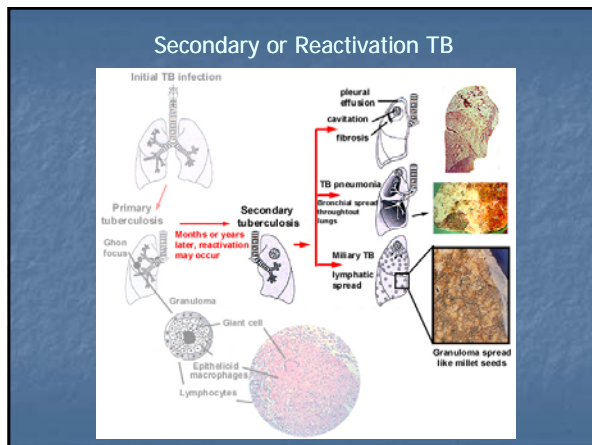 Secondary or Reactivation TB
Initial TB infection
Primary
tuberculosis
Months or years
later, reactivation
may occur
Ghon
focus
Granuloma
Giant cell
Epithelioid
macrophages
Lymphocytes
Secondary
tuberculosis
pleural
effusion
cavitation
fibrosis
TB pneumonia
Bronchial spread
throughtout
lungs
Miliary TB
lymphatic
spread
Granuloma spread
like millet seeds